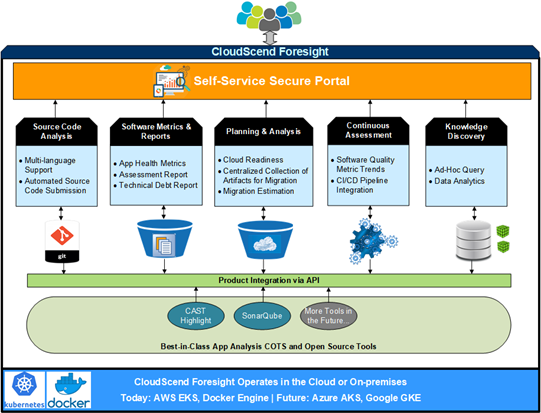 CloudScend Foresight
Self-Service Secure Portal
Source Code
Analysis
• Multi-language
Support
• Automated Source
Code Submission
Software Metrics &
Reports
• App Health Metrics
• Assessment Report
• Technical Debt Report
Planning & Analysis
• Cloud Readiness
• Centralized Collection of
Artifacts for Migration
• Migration Estimation
Continuous
Assessment
• Software Quality
Metric Trends
• CI/CD Pipeline
Integration
Knowledge
Discovery
• Ad-Hoc Query
• Data Analytics
git
Product Integration via API
CAST
Highlight
SonarQube
More Tools in
the Future...
Best-in-Class App Analysis COTS and Open Source Tools
kubernetes
docker
CloudScend Foresight Operates in the Cloud or On-premises
Today: AWS EKS, Docker Engine | Future: Azure AKS, Google GKE